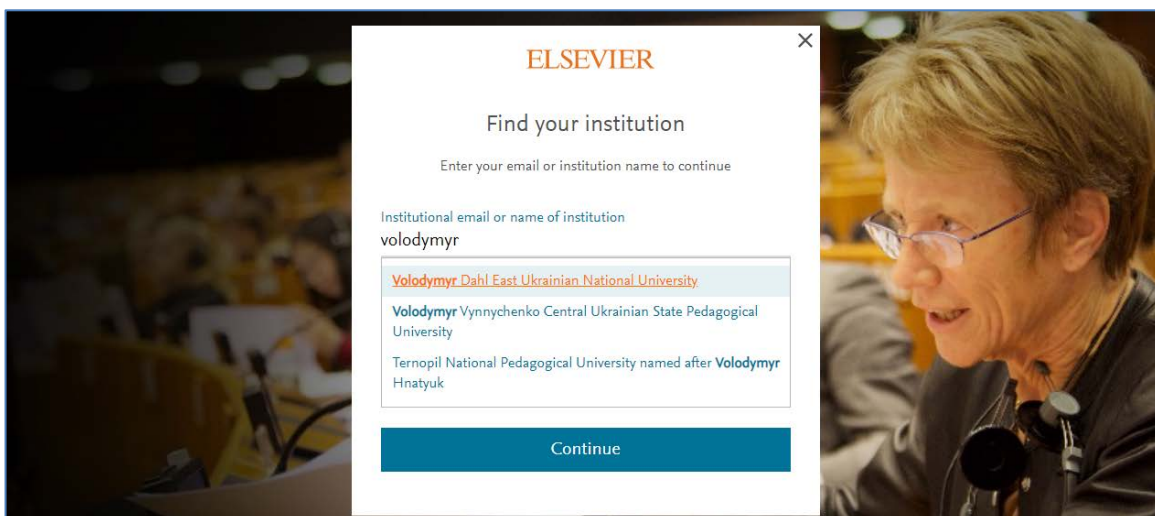 ELSEVIER
Find your institution
Enter your email or institution name to continue
Institutional email or name of institution
volodymyr
Volodymyr Dahl East Ukrainian National University
Volodymyr Vynnychenko Central Ukrainian State Pedagogical
University
Ternopil National Pedagogical University named after Volodymyr
Hnatyuk
Continue